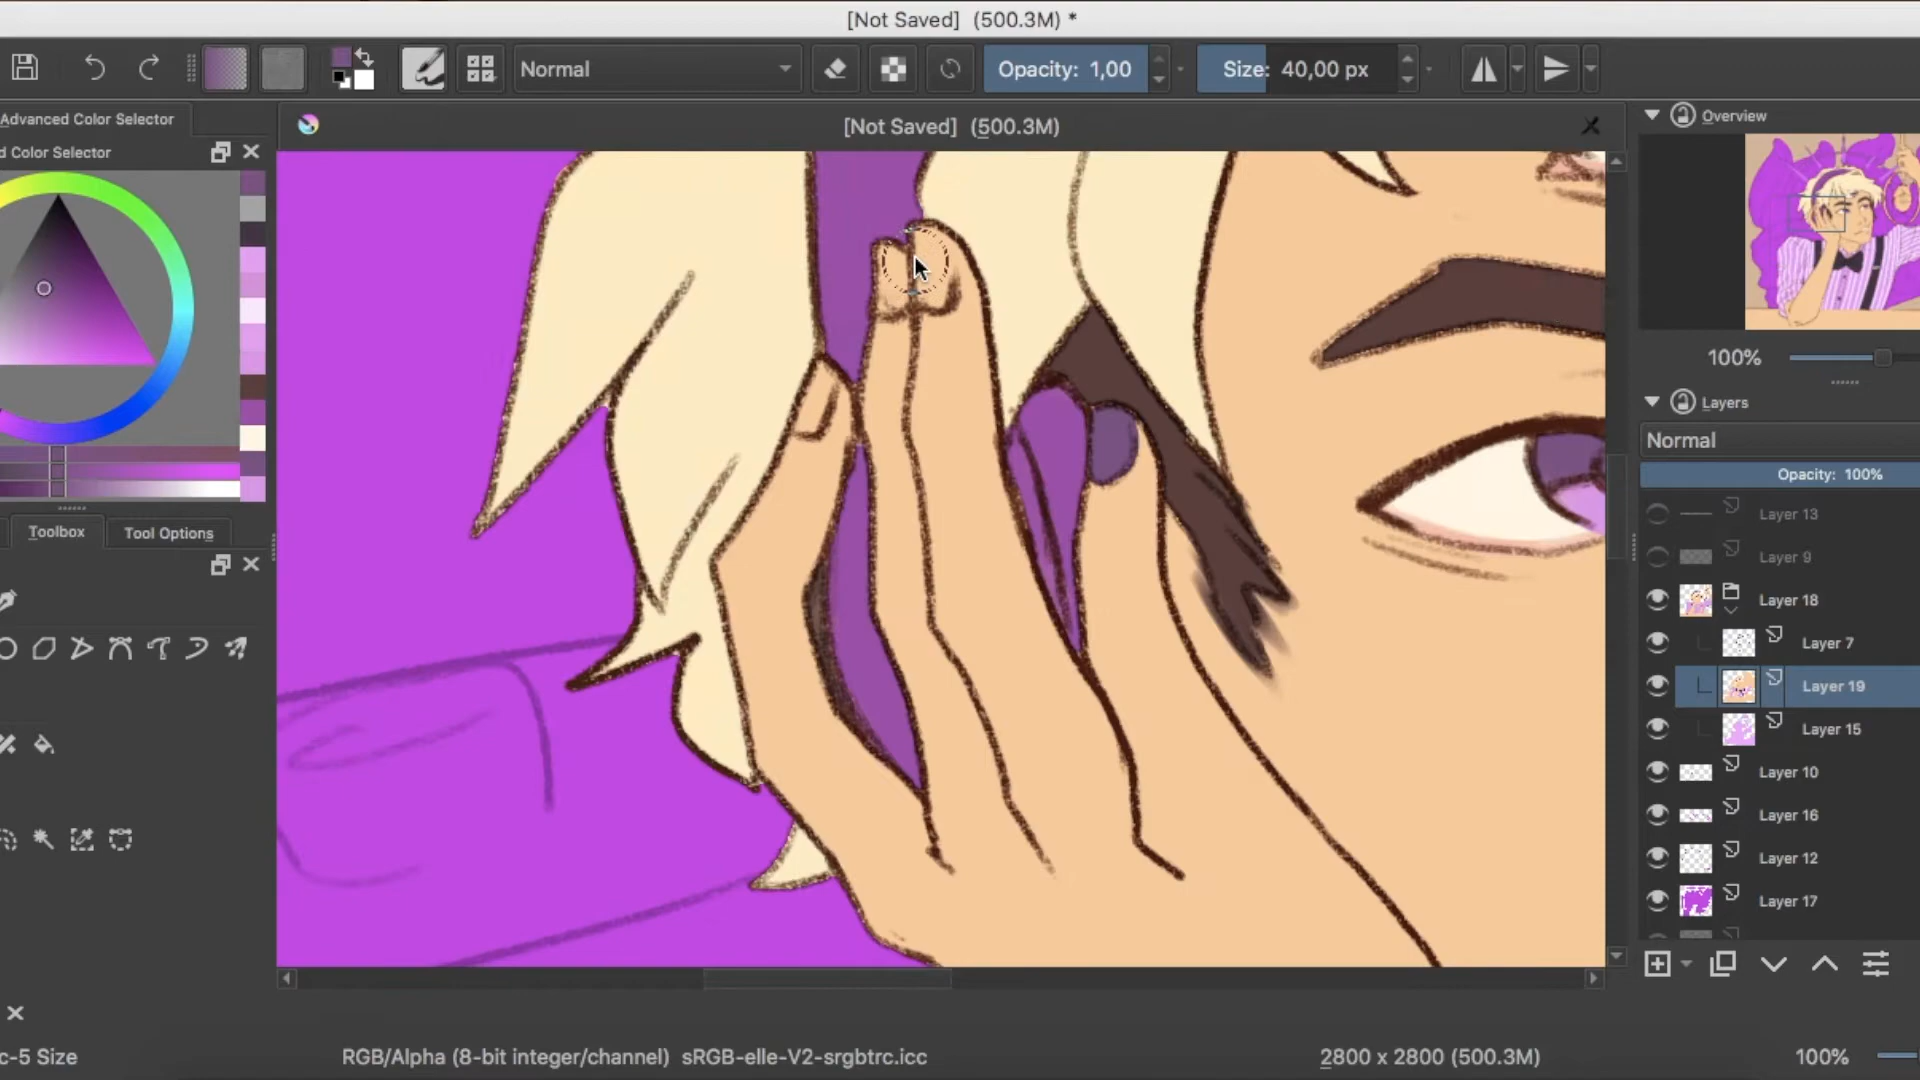 [Not Saved] (500.3M) *
Normal
Opacity: 1,00
Size: 40,00 px
Advanced Color Selector
[Not Saved] (500.3M)
Overview
d Color Selector
100%
Layers
Normal
Opacity: 100%
Layer 13
Toolbox
Tool Options
Layer 9
Layer 18
Layer 7
Layer 19
Layer 15
Layer 10
Layer 16
Layer 12
Layer 17
c-5 Size
RGB/Alpha (8-bit integer/channel) sRGB-elle-V2-srgbtrc.icc
2800 x 2800 (500.3M)
100%